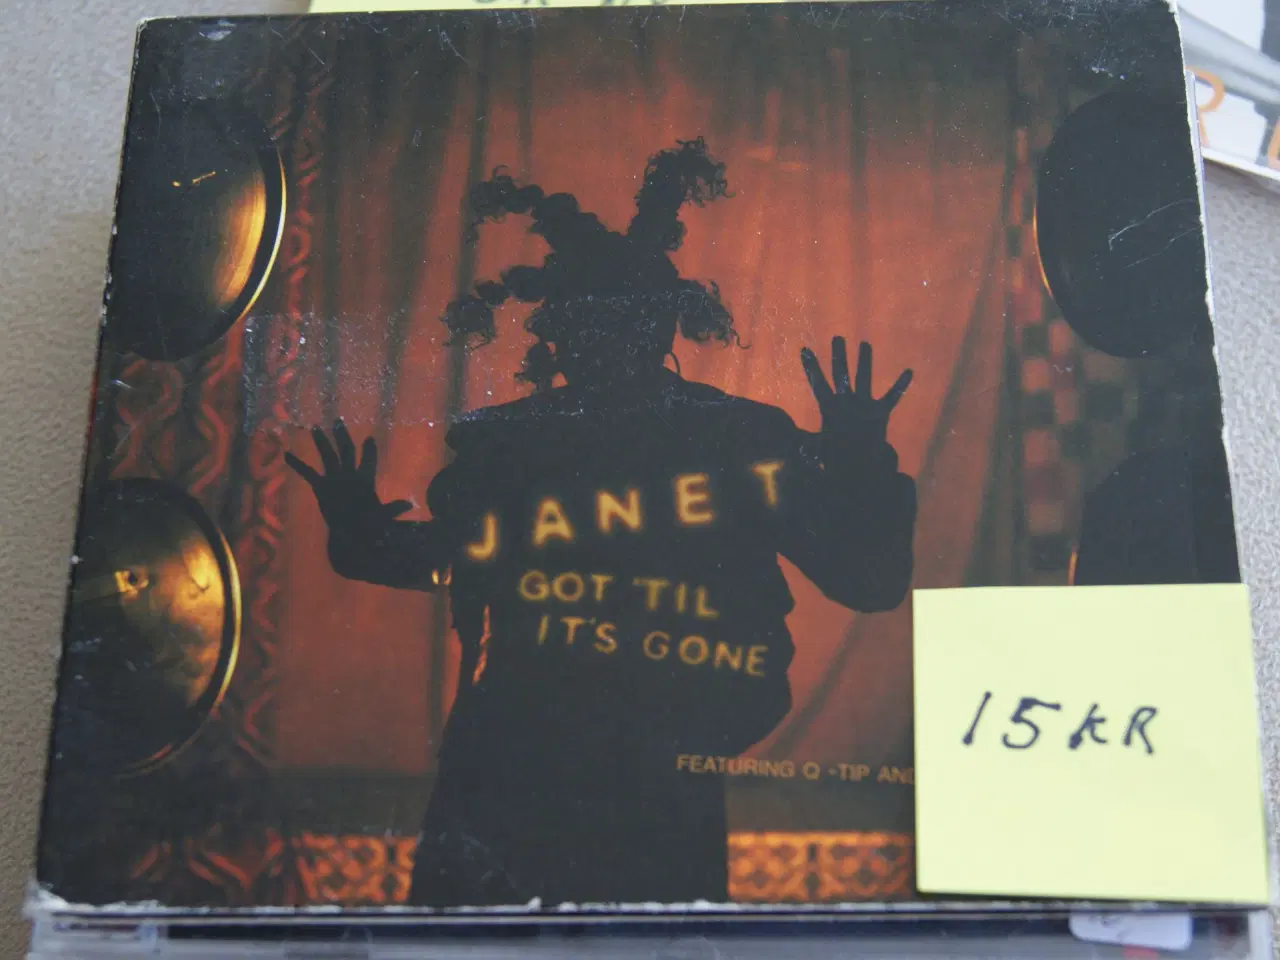 JANET
GOT 'TIL
IT'S GONE
FEATURING Q-TIP AND
15 KR